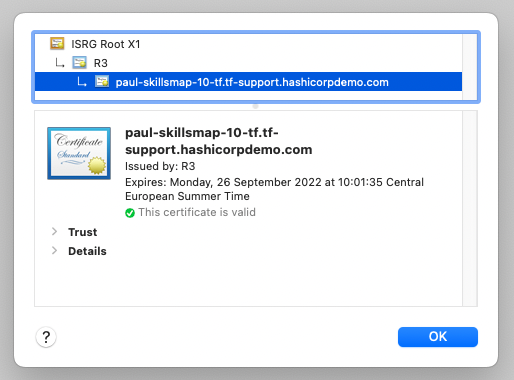 ISRG Root X1
R3
paul-skillsmap-10-tf.tf-support.hashicorpdemo.com
Certificate
Standard
paul-skillsmap-10-tf.tf-
support.hashicorpdemo.com
Issued by: R3
Expires: Monday, 26 September 2022 at 10:01:35 Central
European Summer Time
This certificate is valid
Trust
Details
?
OK